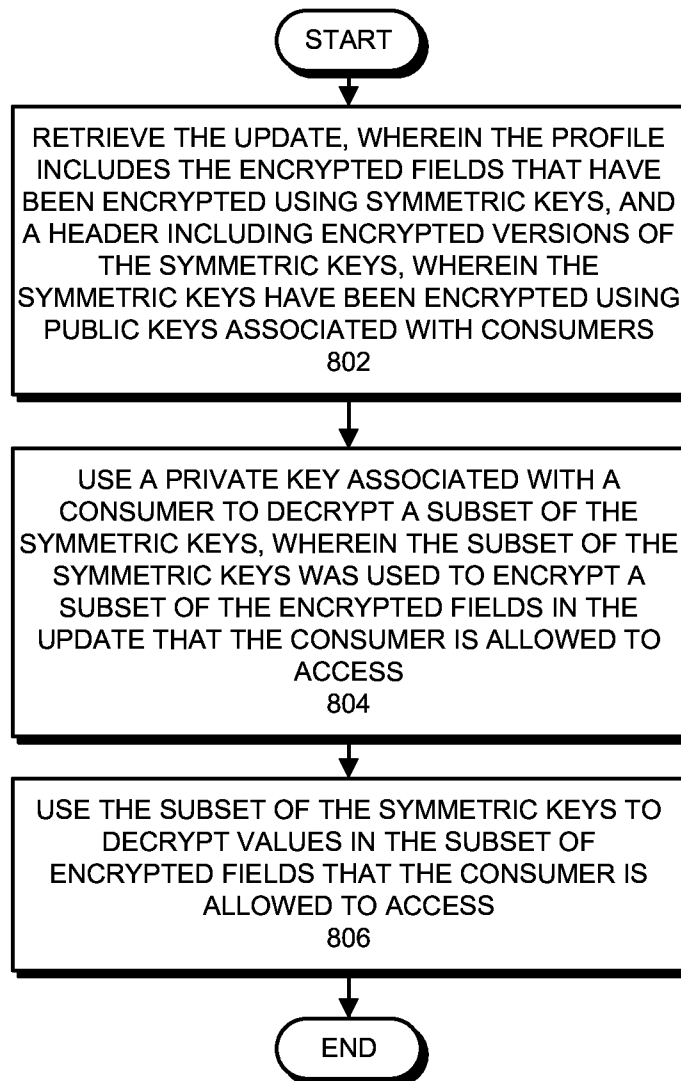 START
RETRIEVE THE UPDATE, WHEREIN THE PROFILE
INCLUDES THE ENCRYPTED FIELDS THAT HAVE
BEEN ENCRYPTED USING SYMMETRIC KEYS, AND
A HEADER INCLUDING ENCRYPTED VERSIONS OF
THE SYMMETRIC KEYS, WHEREIN THE
SYMMETRIC KEYS HAVE BEEN ENCRYPTED USING
PUBLIC KEYS ASSOCIATED WITH CONSUMERS
802
USE A PRIVATE KEY ASSOCIATED WITH A
CONSUMER TO DECRYPT A SUBSET OF THE
SYMMETRIC KEYS, WHEREIN THE SUBSET OF THE
SYMMETRIC KEYS WAS USED TO ENCRYPT A
SUBSET OF THE ENCRYPTED FIELDS IN THE
UPDATE THAT THE CONSUMER IS ALLOWED TO
ACCESS
804
USE THE SUBSET OF THE SYMMETRIC KEYS TO
DECRYPT VALUES IN THE SUBSET OF
ENCRYPTED FIELDS THAT THE CONSUMER IS
ALLOWED TO ACCESS
806
END